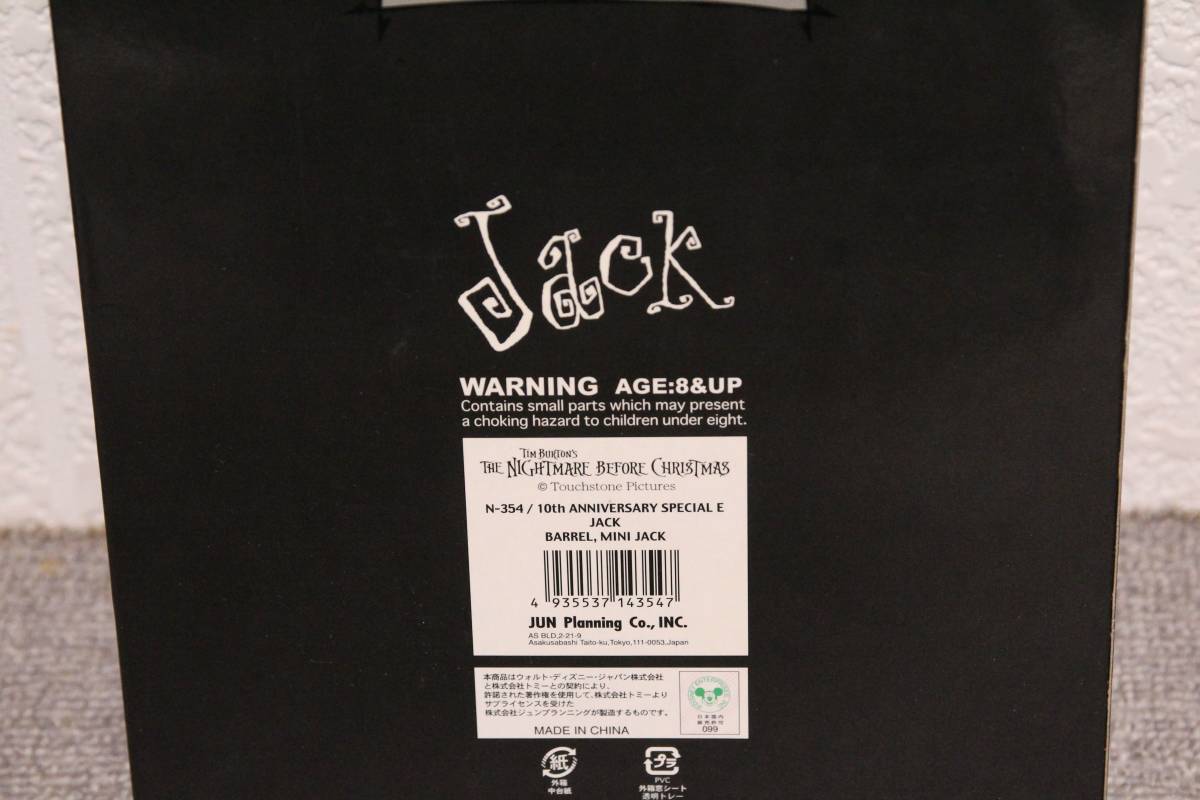 Jack
WARNING AGE:8&UP
Contains small parts which may present
a choking hazard to children under eight.
TIM BURTON'S
THE NIGHTMARE BEFORE CHRISTMAS
© Touchstone Pictures
N-354 / 10th ANNIVERSARY SPECIAL E
JACK
BARREL, MINI JACK
4 935537 143547
JUN Planning Co., INC.
AS BLD,2-21-9
Asakusabashi Taito-ku,Tokyo,111-0053,Japan
本商品はウォルト・ディズニー・ジャパン株式会社
と株式会社トミーとの契約により、
許諾された著作権を使用して、株式会社トミーより
サブライセンスを受けた
株式会社ジュンプランニングが製造するものです。
MADE IN CHINA
日本国内
販売許可
099
紙
外箱
中台紙
プラ
PVC
外箱窓シート
透明トレー